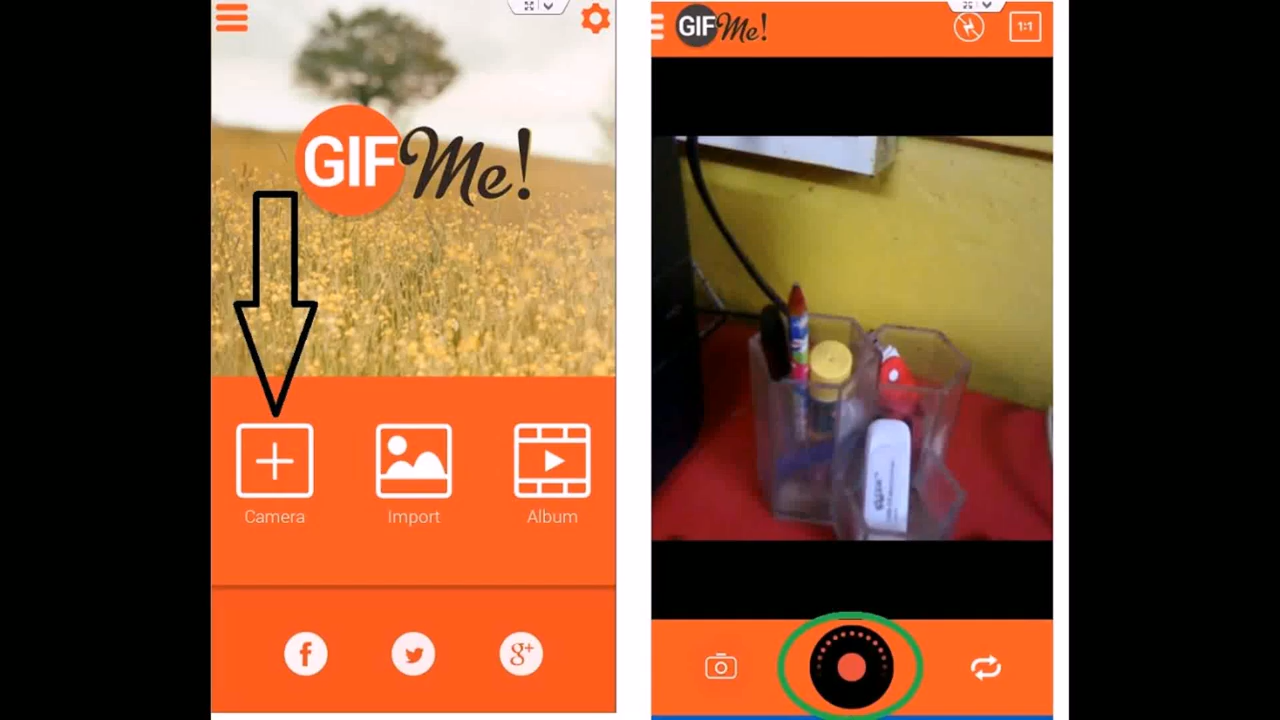 GIF Me!
Camera
Import
Album
f
g+
GIF Me!
1:1